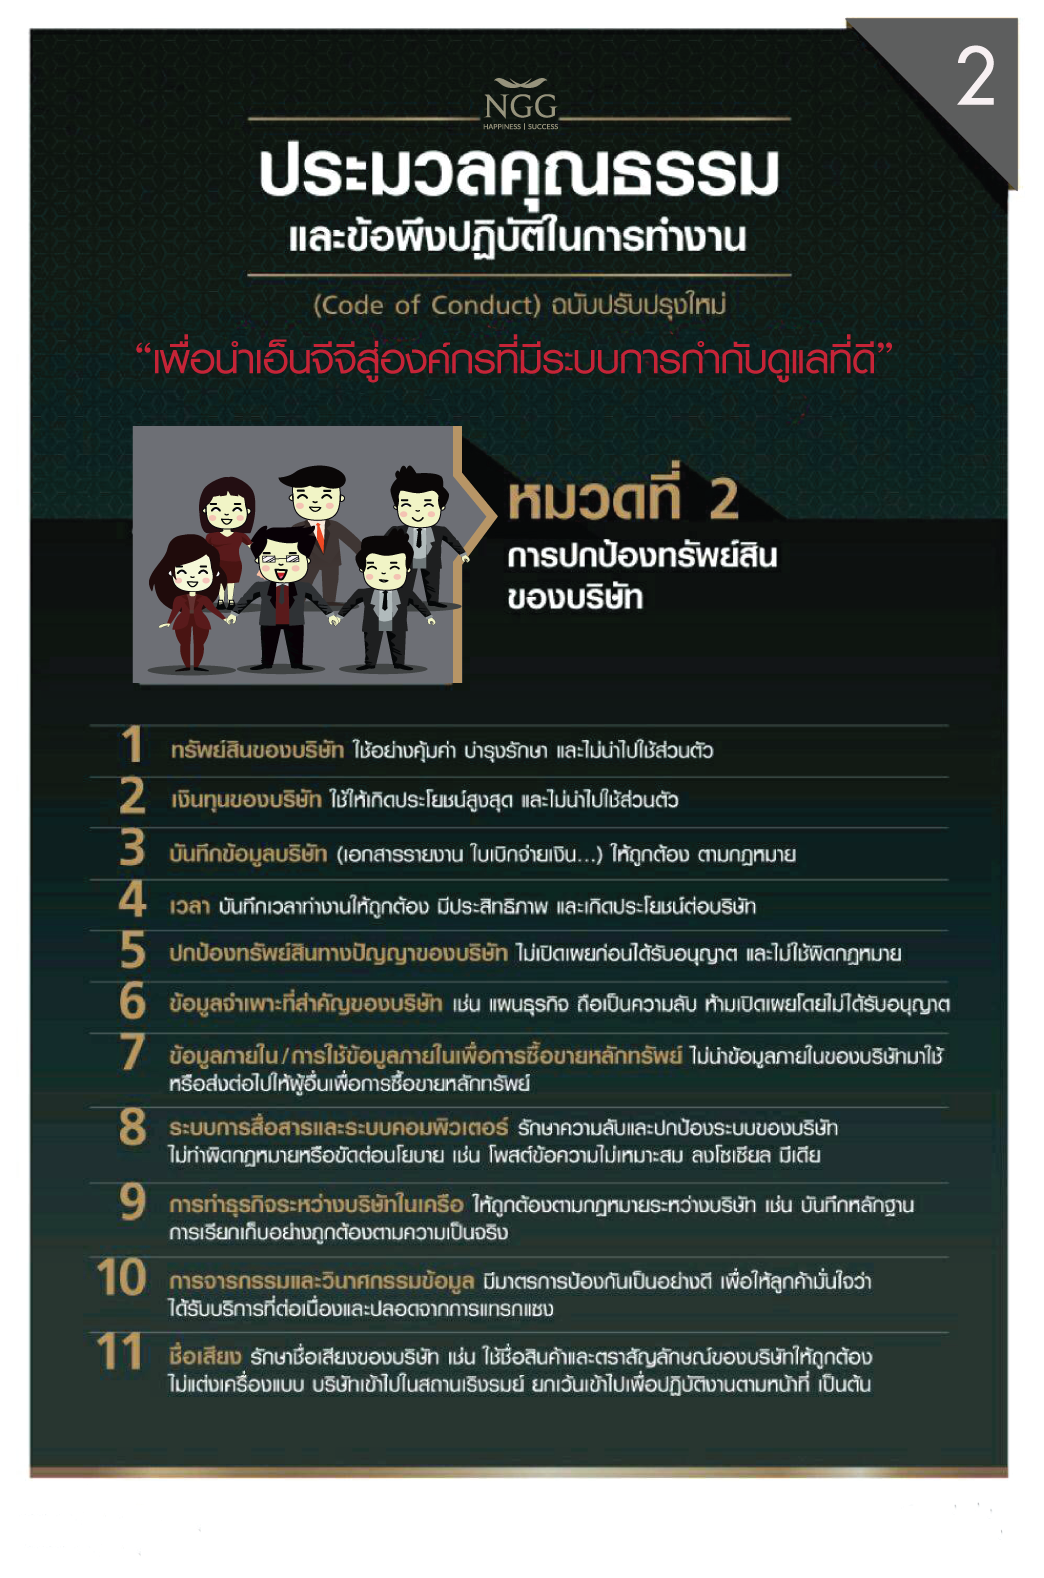 2
NGG
HAPPINESS | SUCCESS
ประมวลคุณธรรม
และข้อพึงปฏิบัติในการทำงาน
(Code of Conduct) ฉบับปรับปรุงใหม่
“เพื่อนำเอ็นจีจีสู่องค์กรที่มีระบบการกำกับดูแลที่ดี”
หมวดที่ 2
การปกป้องทรัพย์สิน
ของบริษัท
1 ทรัพย์สินของบริษัท ใช้อย่างคุ้มค่า บำรุงรักษา และไม่นำไปใช้ส่วนตัว
2 เงินทุนของบริษัท ใช้ให้เกิดประโยชน์สูงสุด และไม่นำไปใช้ส่วนตัว
3 บันทึกข้อมูลบริษัท (เอกสารรายงาน ใบเบิกจ่ายเงิน...) ให้ถูกต้อง ตามกฎหมาย
4 เวลา บันทึกเวลาทำงานให้ถูกต้อง มีประสิทธิภาพ และเกิดประโยชน์ต่อบริษัท
5 ปกป้องทรัพย์สินทางปัญญาของบริษัท ไม่เปิดเผยก่อนได้รับอนุญาต และไม่ใช้ผิดกฎหมาย
6 ข้อมูลจำเพาะที่สำคัญของบริษัท เช่น แผนธุรกิจ ถือเป็นความลับ ห้ามเปิดเผยโดยไม่ได้รับอนุญาต
7 ข้อมูลภายใน/การใช้ข้อมูลภายในเพื่อการซื้อขายหลักทรัพย์ ไม่นำข้อมูลภายในของบริษัทมาใช้
หรือส่งต่อไปให้ผู้อื่นเพื่อการซื้อขายหลักทรัพย์
8 ระบบการสื่อสารและระบบคอมพิวเตอร์ รักษาความลับและปกป้องระบบของบริษัท
ไม่ทำผิดกฎหมายหรือขัดต่อนโยบาย เช่น โพสต์ข้อความไม่เหมาะสม ลงโซเชียล มีเดีย
9 การทำธุรกิจระหว่างบริษัทในเครือ ให้ถูกต้องตามกฎหมายระหว่างบริษัท เช่น บันทึกหลักฐาน
การเรียกเก็บอย่างถูกต้องตามความเป็นจริง
10 การจารกรรมและวินาศกรรมข้อมูล มีมาตรการป้องกันเป็นอย่างดี เพื่อให้ลูกค้ามั่นใจว่า
ได้รับบริการที่ต่อเนื่องและปลอดจากการแทรกแซง
11 ชื่อเสียง รักษาชื่อเสียงของบริษัท เช่น ใช้ชื่อสินค้าและตราสัญลักษณ์ของบริษัทให้ถูกต้อง
ไม่แต่งเครื่องแบบ บริษัทเข้าไปในสถานเริงรมย์ ยกเว้นเข้าไปเพื่อปฏิบัติงานตามหน้าที่ เป็นต้น